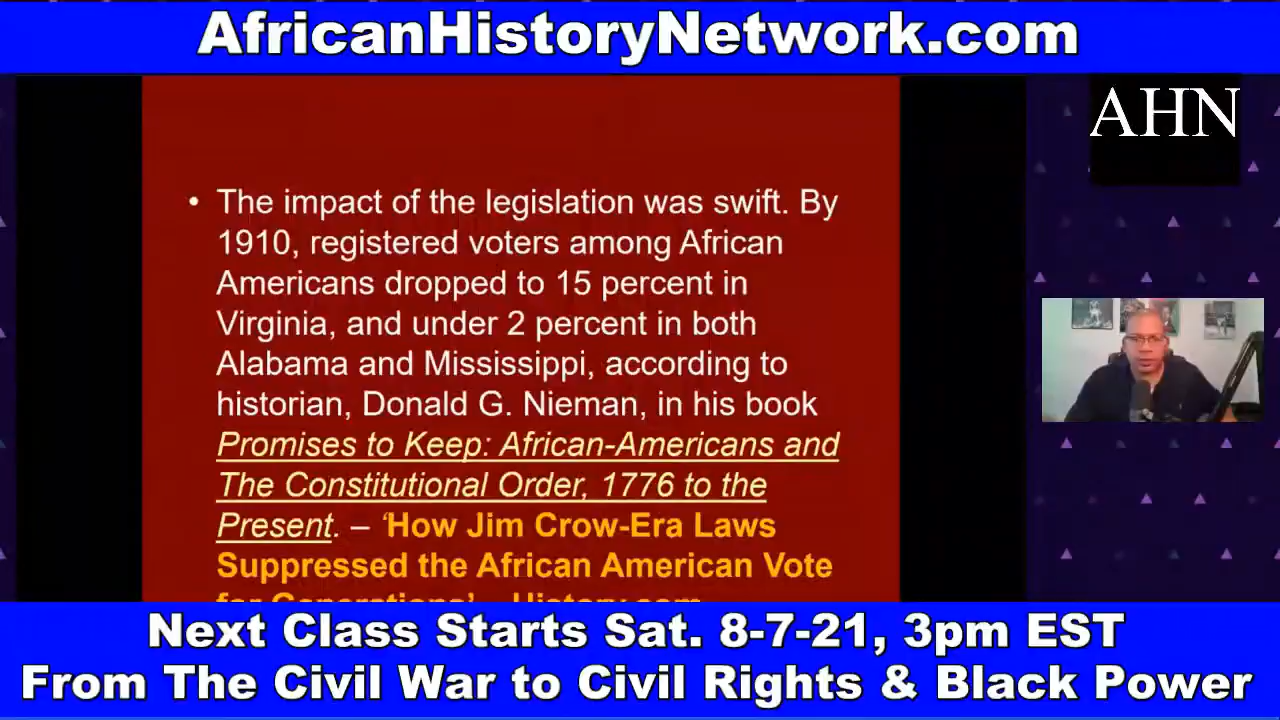 AfricanHistoryNetwork.com
AHN
• The impact of the legislation was swift. By
1910, registered voters among African
Americans dropped to 15 percent in
Virginia, and under 2 percent in both
Alabama and Mississippi, according to
historian, Donald G. Nieman, in his book
Promises to Keep: African-Americans and
The Constitutional Order, 1776 to the
Present. – ‘How Jim Crow-Era Laws
Suppressed the African American Vote
for Generations’ – History.com
Next Class Starts Sat. 8-7-21, 3pm EST
From The Civil War to Civil Rights & Black Power